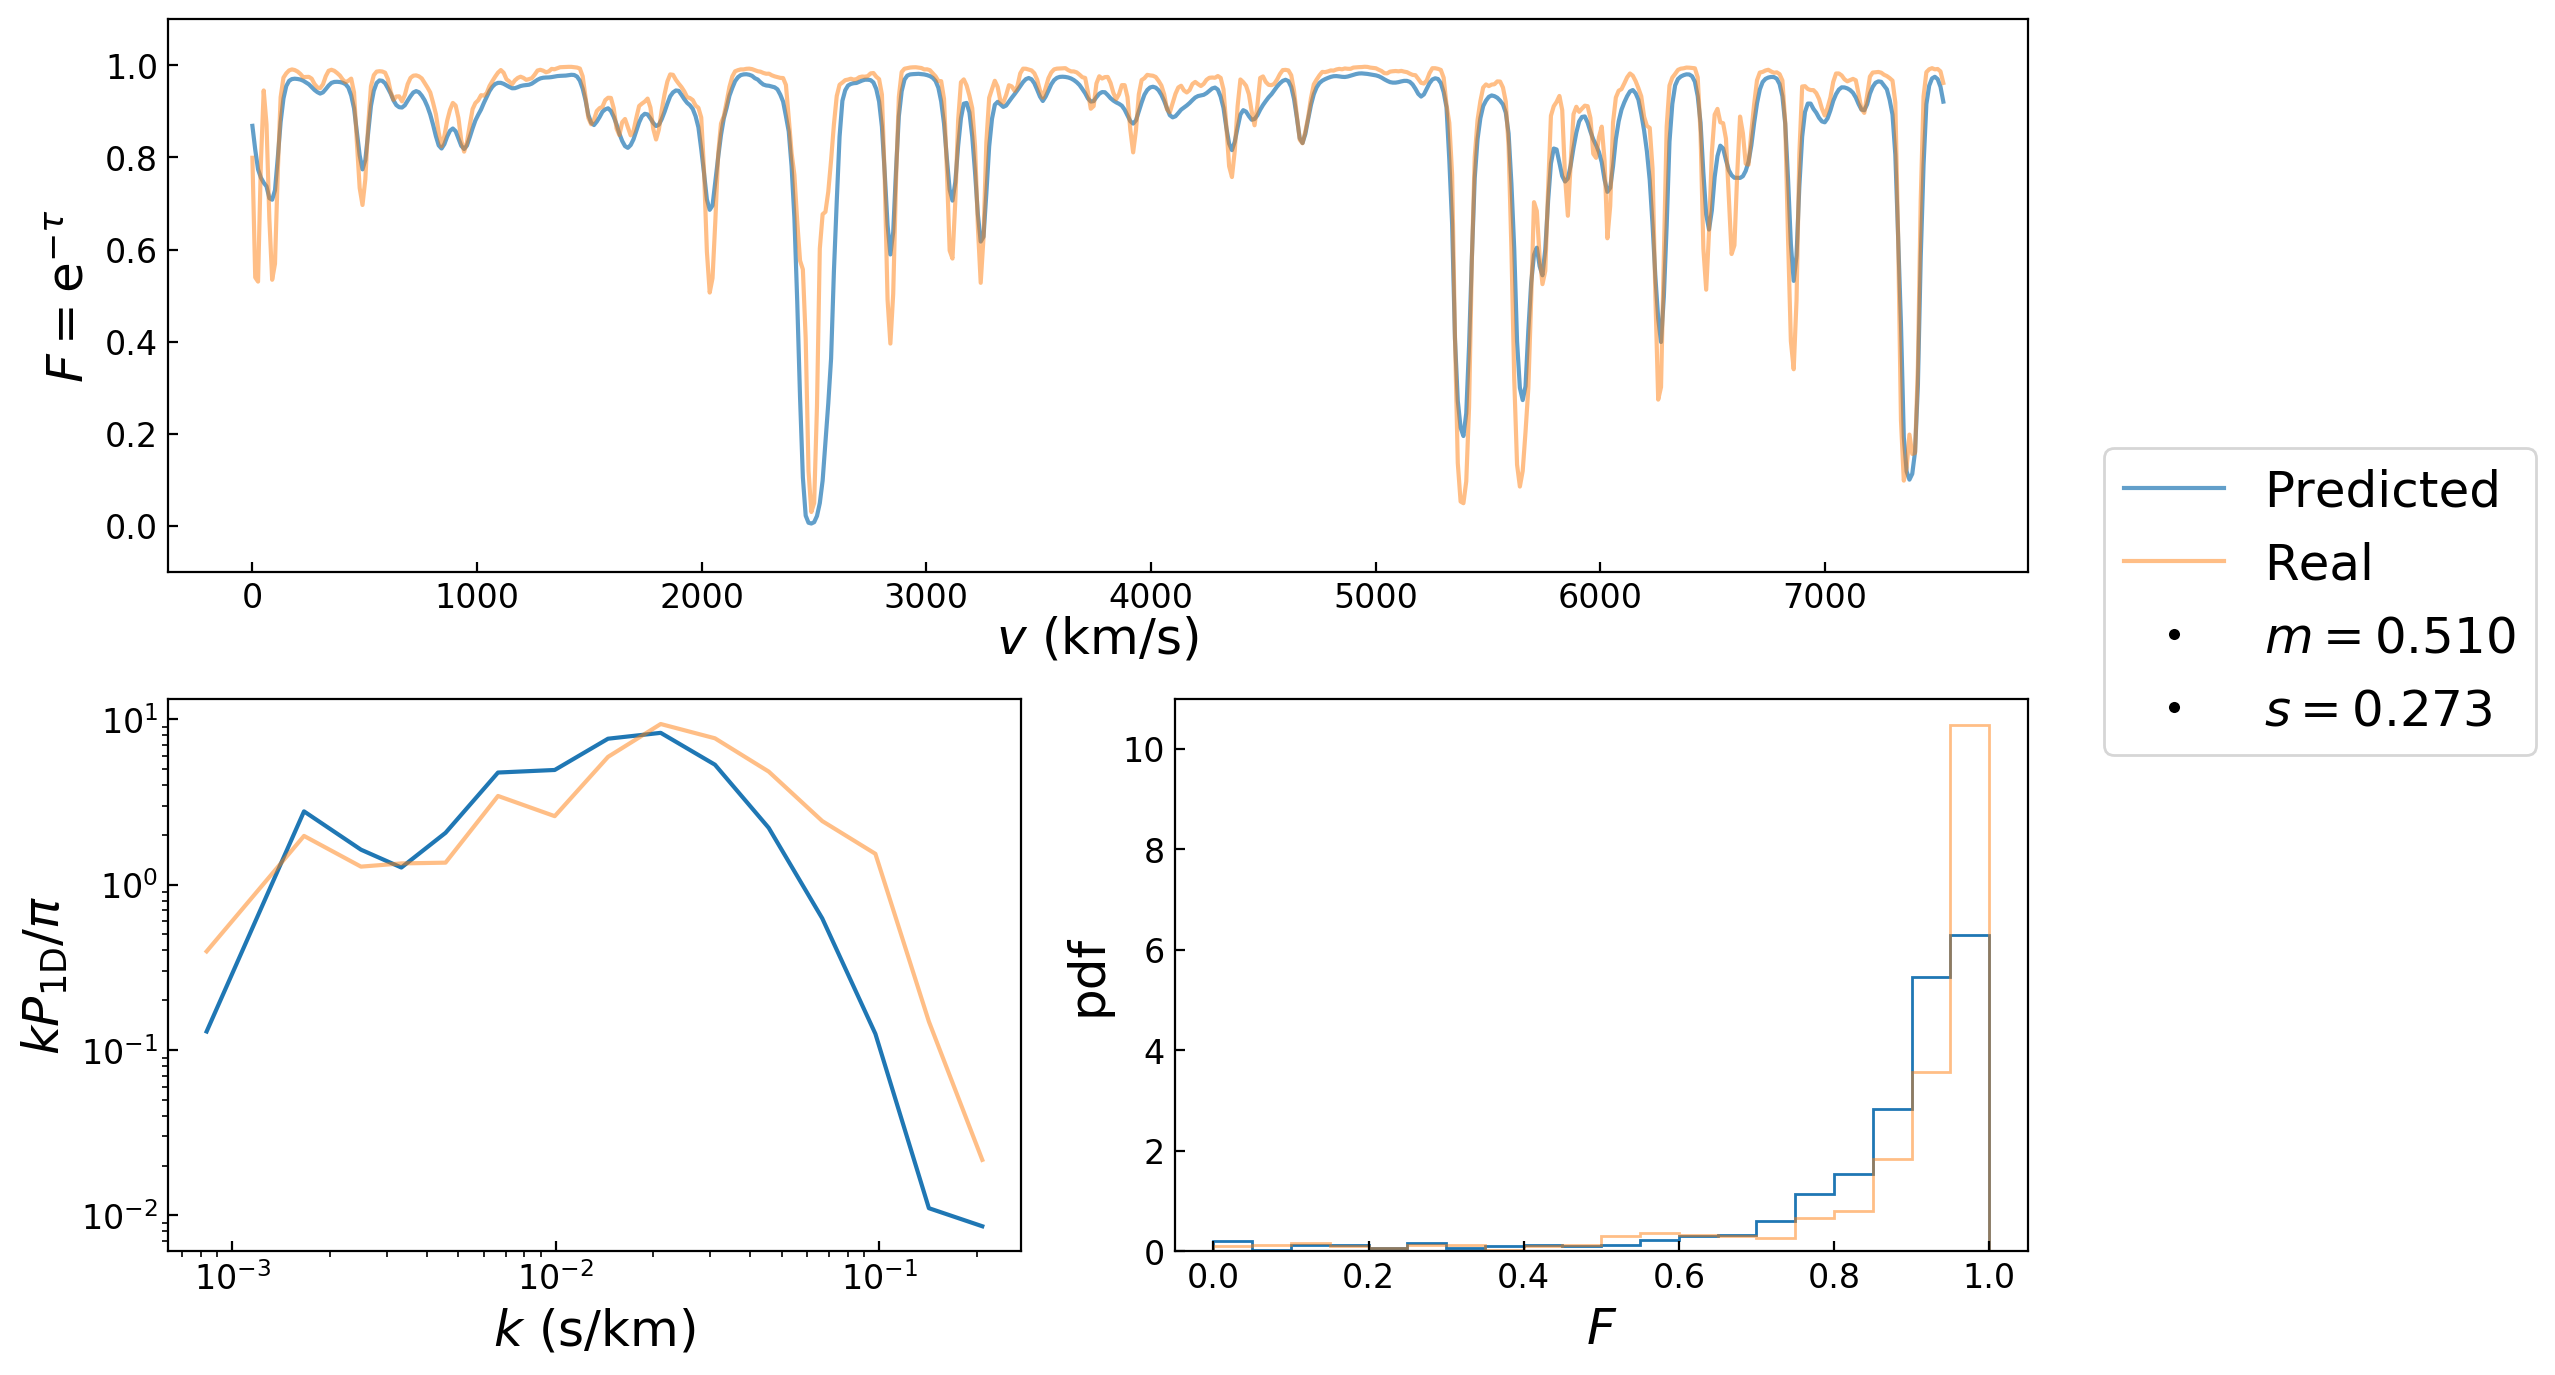 1.0
0.8
0.6
0.4
0.2
0.0
F = e^{−τ}
0 1000 2000 3000 4000 5000 6000 7000
v (km/s)
Predicted
Real
m = 0.510
s = 0.273
10^1
10^0
10^{−1}
10^{−2}
kP_{1D}/π
10^{−3} 10^{−2} 10^{−1}
k (s/km)
10
8
6
4
2
0
pdf
0.0 0.2 0.4 0.6 0.8 1.0
F